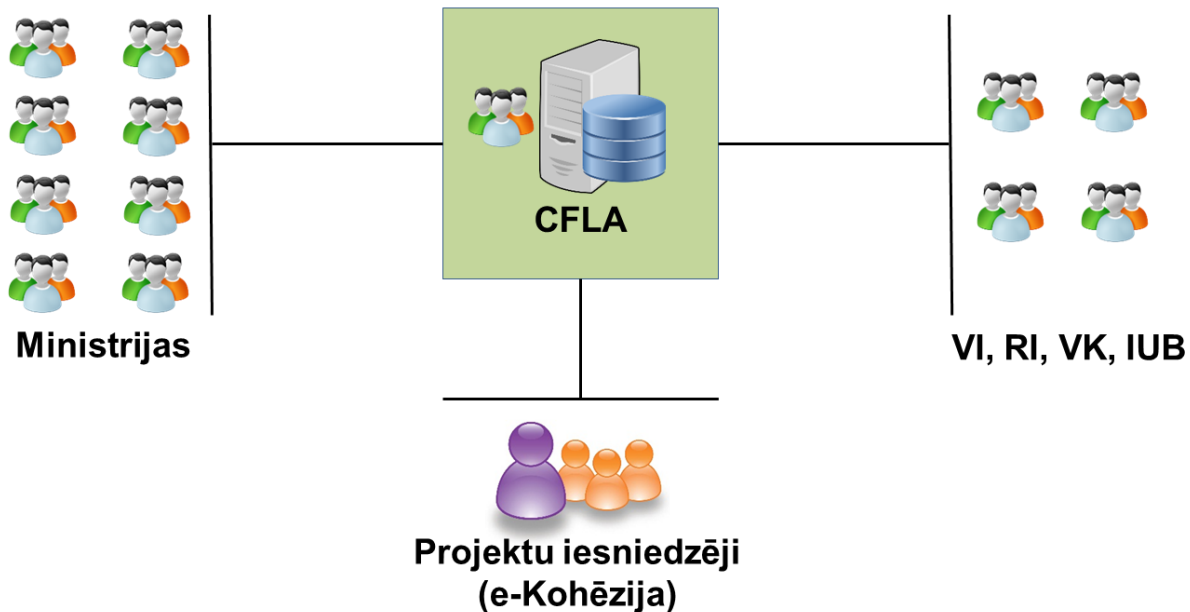 CFLA
Ministrijas
VI, RI, VK, IUB
Projektu iesniedzēji
(e-Kohēzija)